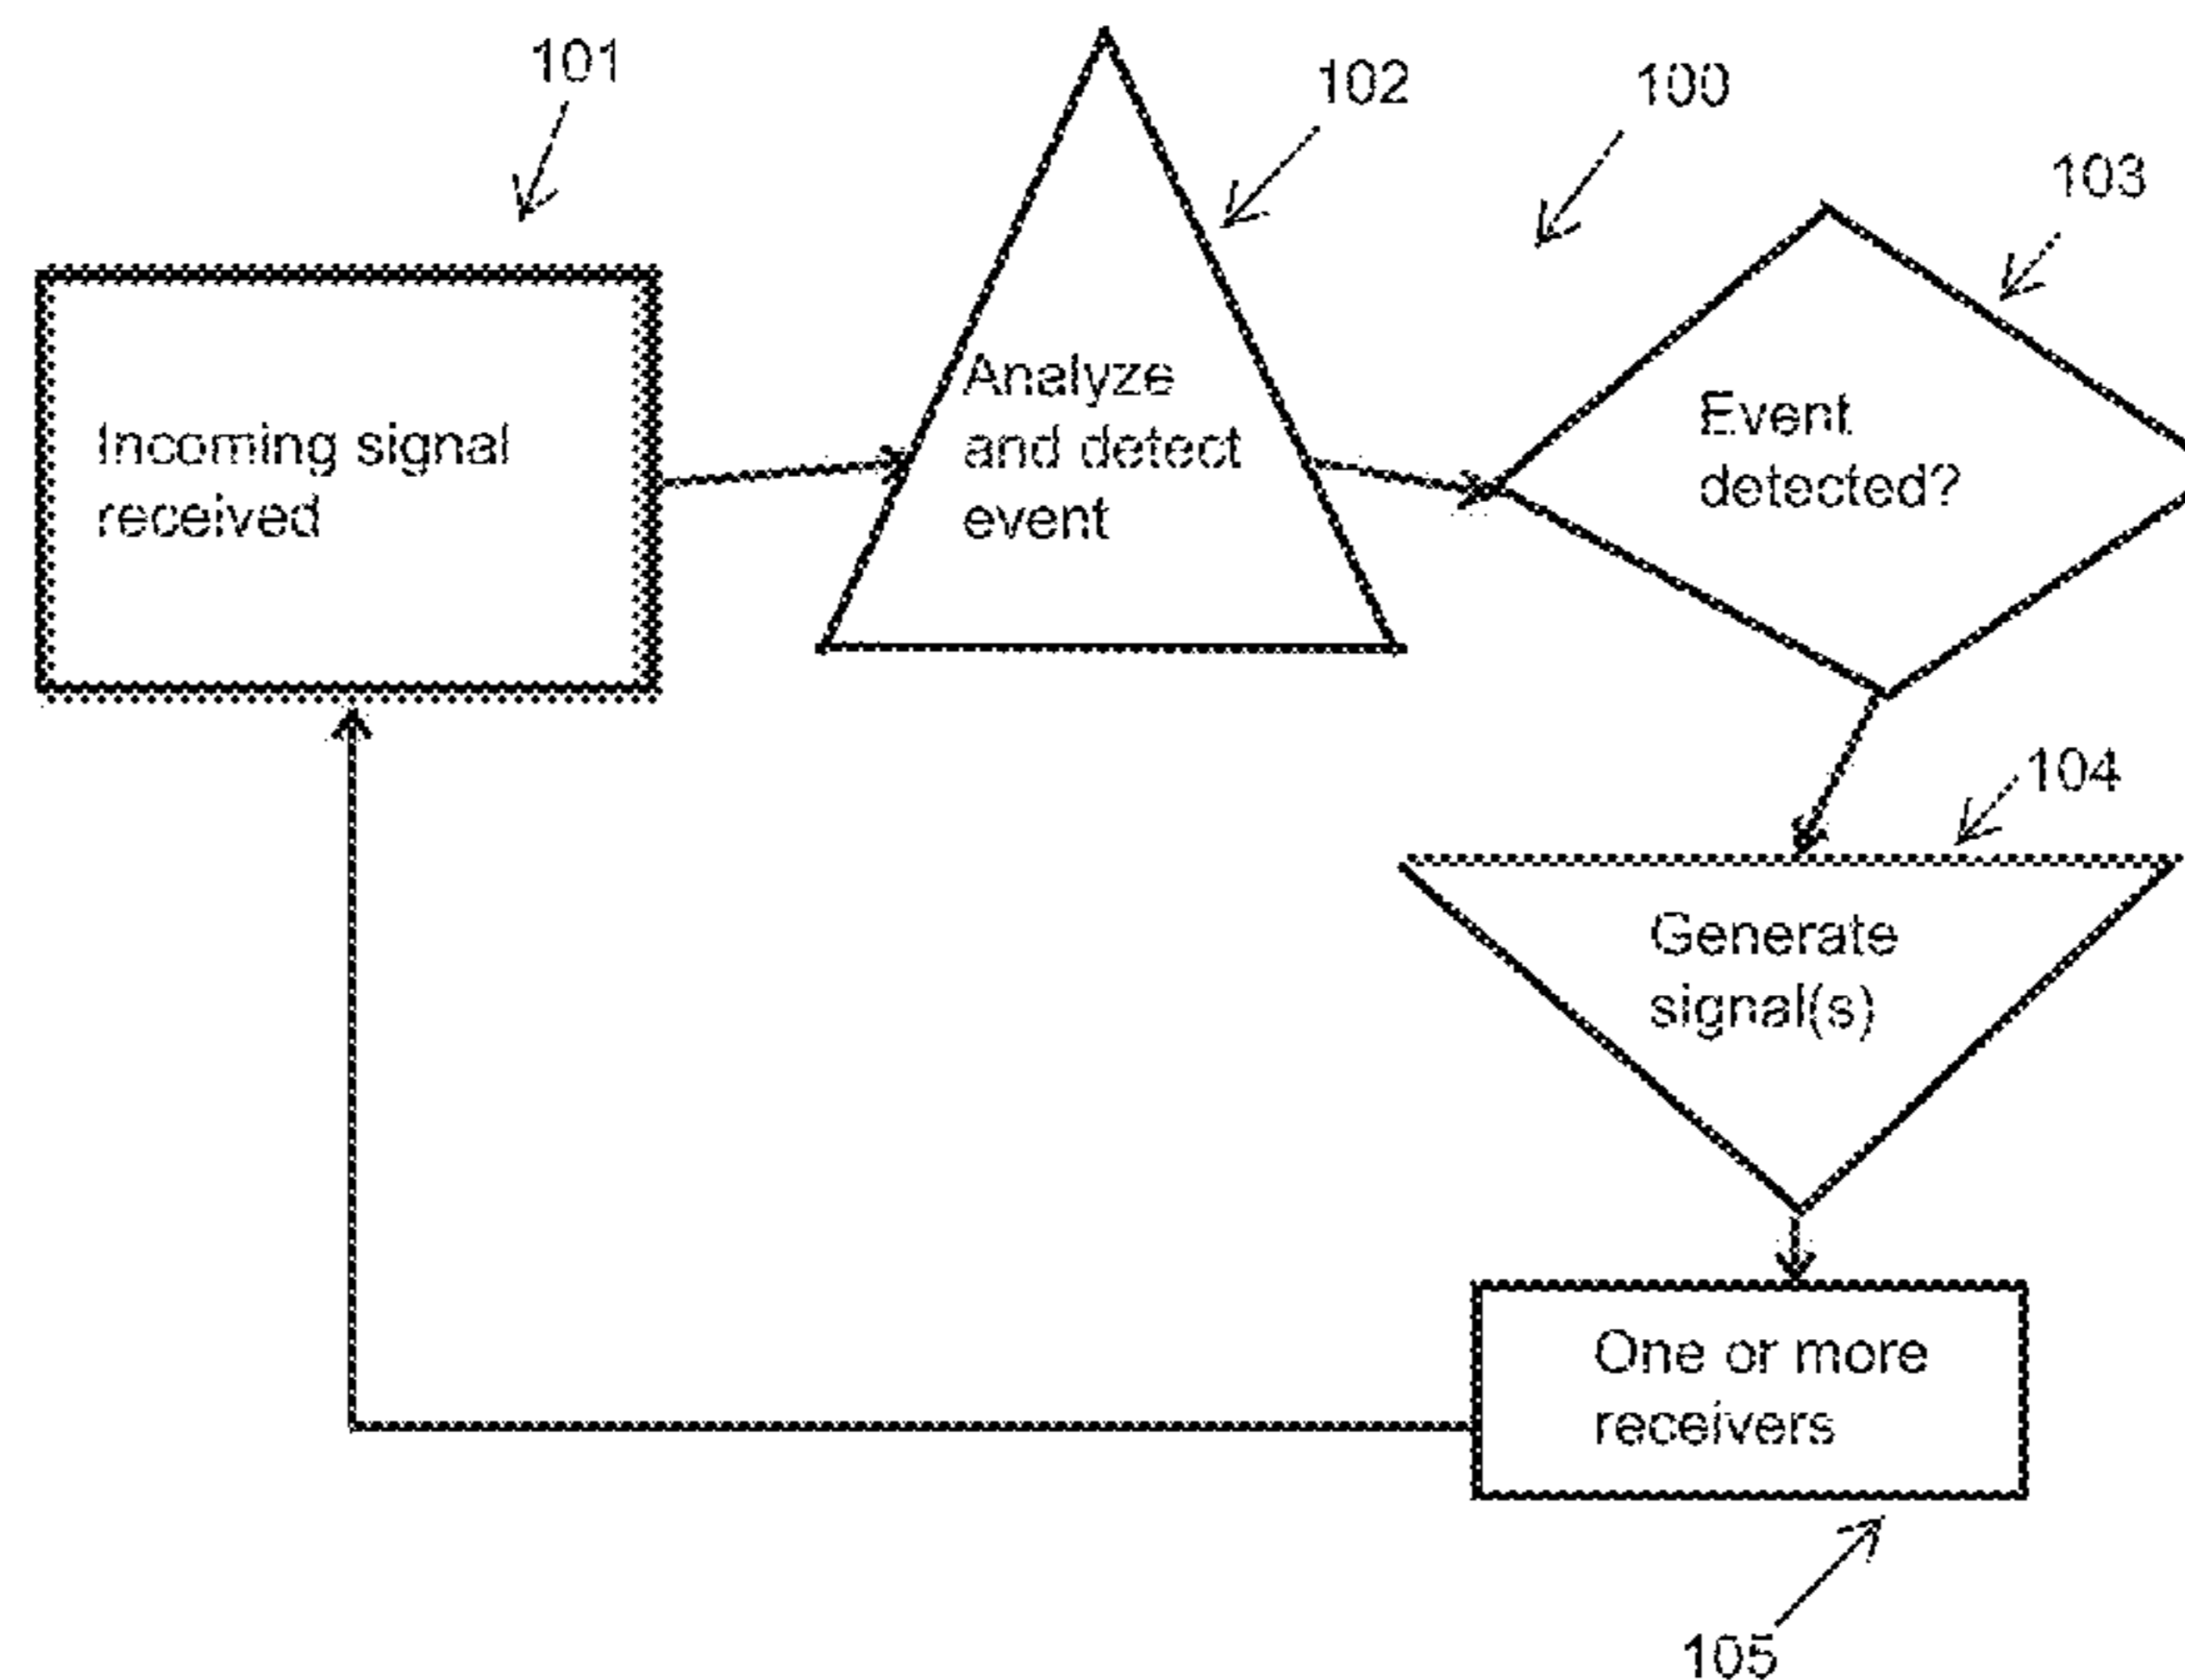 101
102
100
103
Incoming signal
received
Analyze
and detect
event
Event
detected?
104
Generate
signal(s)
One or more
receivers
105